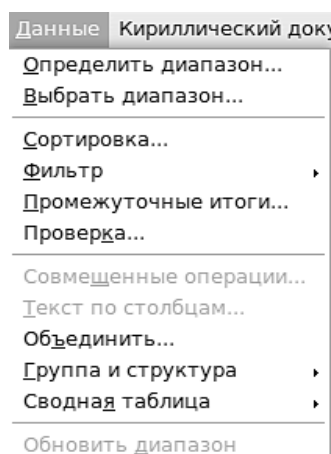 Данные Кириллический доку
Определить диапазон...
Выбрать диапазон...
Сортировка...
Фильтр
Промежуточные итоги...
Проверка...
Совмещенные операции...
Текст по столбцам...
Объединить...
Группа и структура
Сводная таблица
Обновить диапазон